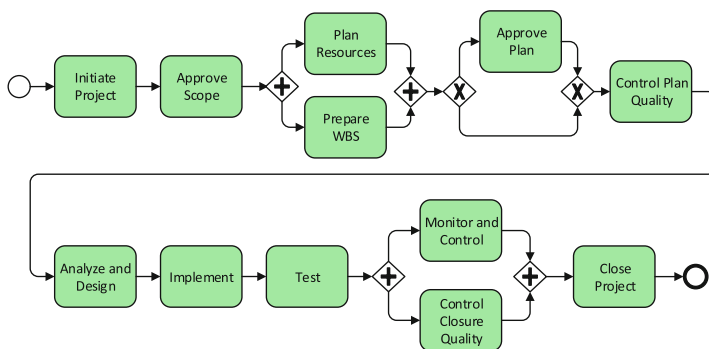 Initiate
Project
Approve
Scope
Plan
Resources
Prepare
WBS
Approve
Plan
Control Plan
Quality
Analyze and
Design
Implement
Test
Monitor and
Control
Control
Closure
Quality
Close
Project